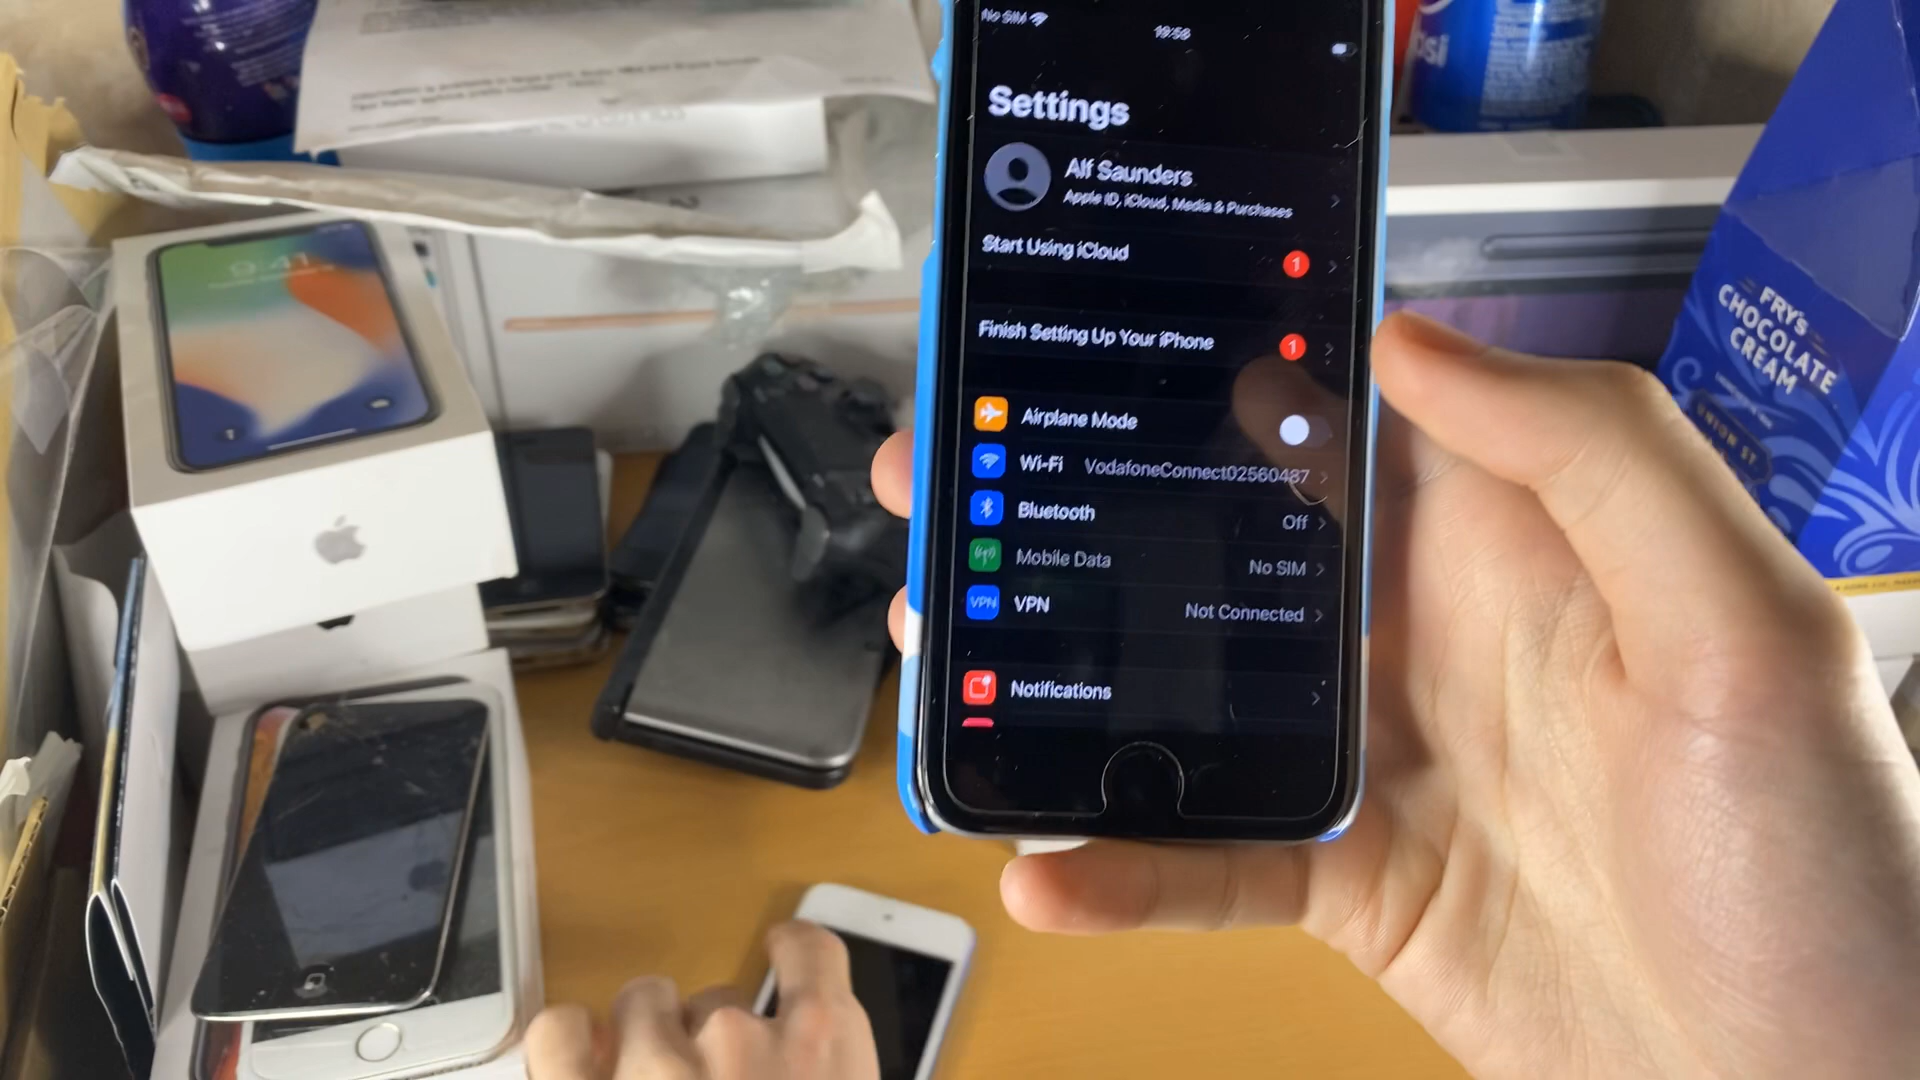 No SIM
19:58
Settings
Alf Saunders
Apple ID, iCloud, Media & Purchases
Start Using iCloud
1
Finish Setting Up Your iPhone
1
Airplane Mode
Wi-Fi VodafoneConnect02560487
Bluetooth Off
Mobile Data No SIM
VPN VPN Not Connected
Notifications
9:41
FRY'S
CHOCOLATE
CREAM
UNION ST